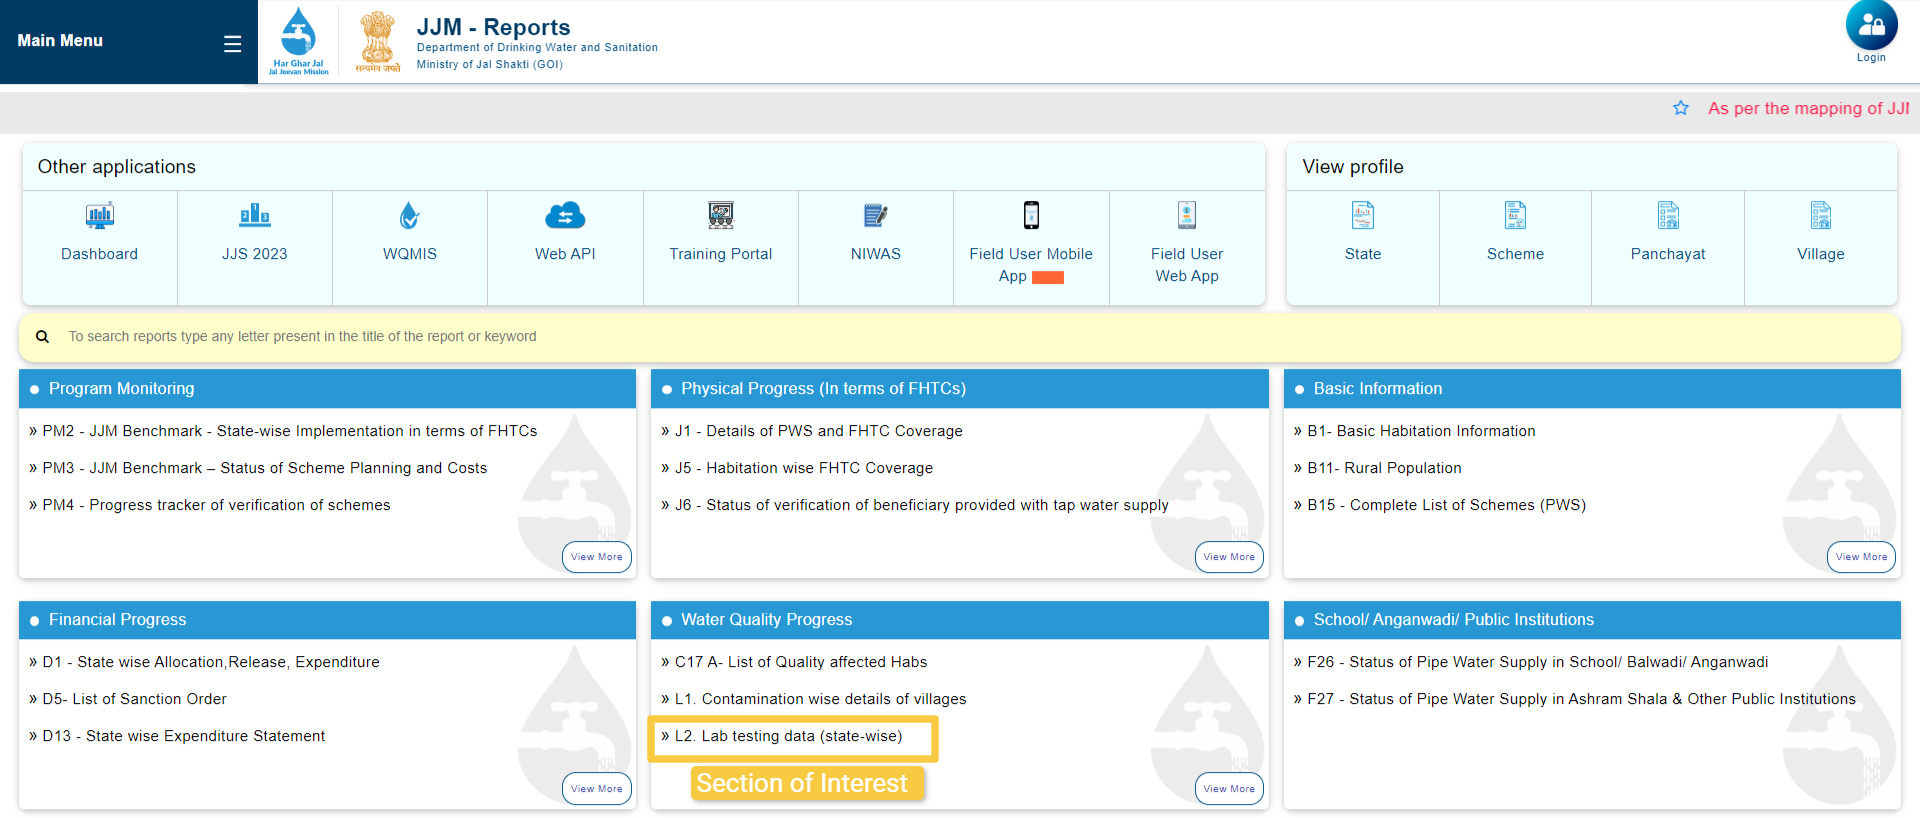 Main Menu
Har Ghar Jal
Jal Jeevan Mission
सत्यमेव जयते
JJM - Reports
Department of Drinking Water and Sanitation
Ministry of Jal Shakti (GOI)
Login
As per the mapping of
Other applications
Dashboard
JJS 2023
WQMIS
Web API
Training Portal
NIWAS
Field User Mobile
App
Field User
Web App
View profile
State
Scheme
Panchayat
Village
To search reports type any letter present in the title of the report or keyword
Program Monitoring
» PM2 - JJM Benchmark - State-wise Implementation in terms of FHTCs
» PM3 - JJM Benchmark – Status of Scheme Planning and Costs
» PM4 - Progress tracker of verification of schemes
View More
Physical Progress (In terms of FHTCs)
» J1 - Details of PWS and FHTC Coverage
» J5 - Habitation wise FHTC Coverage
» J6 - Status of verification of beneficiary provided with tap water supply
View More
Basic Information
» B1- Basic Habitation Information
» B11- Rural Population
» B15 - Complete List of Schemes (PWS)
View More
Financial Progress
» D1 - State wise Allocation,Release, Expenditure
» D5- List of Sanction Order
» D13 - State wise Expenditure Statement
View More
Water Quality Progress
» C17 A- List of Quality affected Habs
» L1. Contamination wise details of villages
» L2. Lab testing data (state-wise)
Section of Interest
View More
School/ Anganwadi/ Public Institutions
» F26 - Status of Pipe Water Supply in School/ Balwadi/ Anganwadi
» F27 - Status of Pipe Water Supply in Ashram Shala & Other Public Institutions